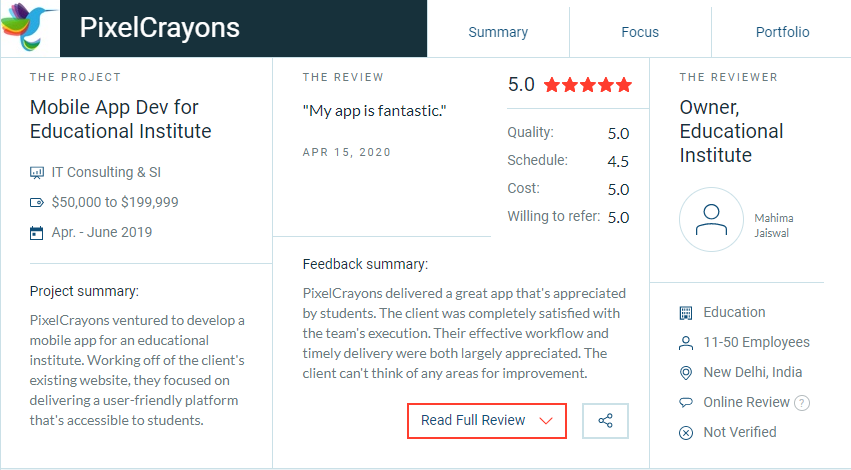 PixelCrayons
Summary
Focus
Portfolio
THE PROJECT
Mobile App Dev for
Educational Institute
IT Consulting & SI
$50,000 to $199,999
Apr. - June 2019
Project summary:
PixelCrayons ventured to develop a
mobile app for an educational
institute. Working off of the client's
existing website, they focused on
delivering a user-friendly platform
that's accessible to students.
THE REVIEW
"My app is fantastic."
APR 15, 2020
5.0
Quality: 5.0
Schedule: 4.5
Cost: 5.0
Willing to refer: 5.0
Feedback summary:
PixelCrayons delivered a great app that's appreciated
by students. The client was completely satisfied with
the team's execution. Their effective workflow and
timely delivery were both largely appreciated. The
client can't think of any areas for improvement.
Read Full Review
THE REVIEWER
Owner,
Educational
Institute
Mahima
Jaiswal
Education
11-50 Employees
New Delhi, India
Online Review ?
Not Verified